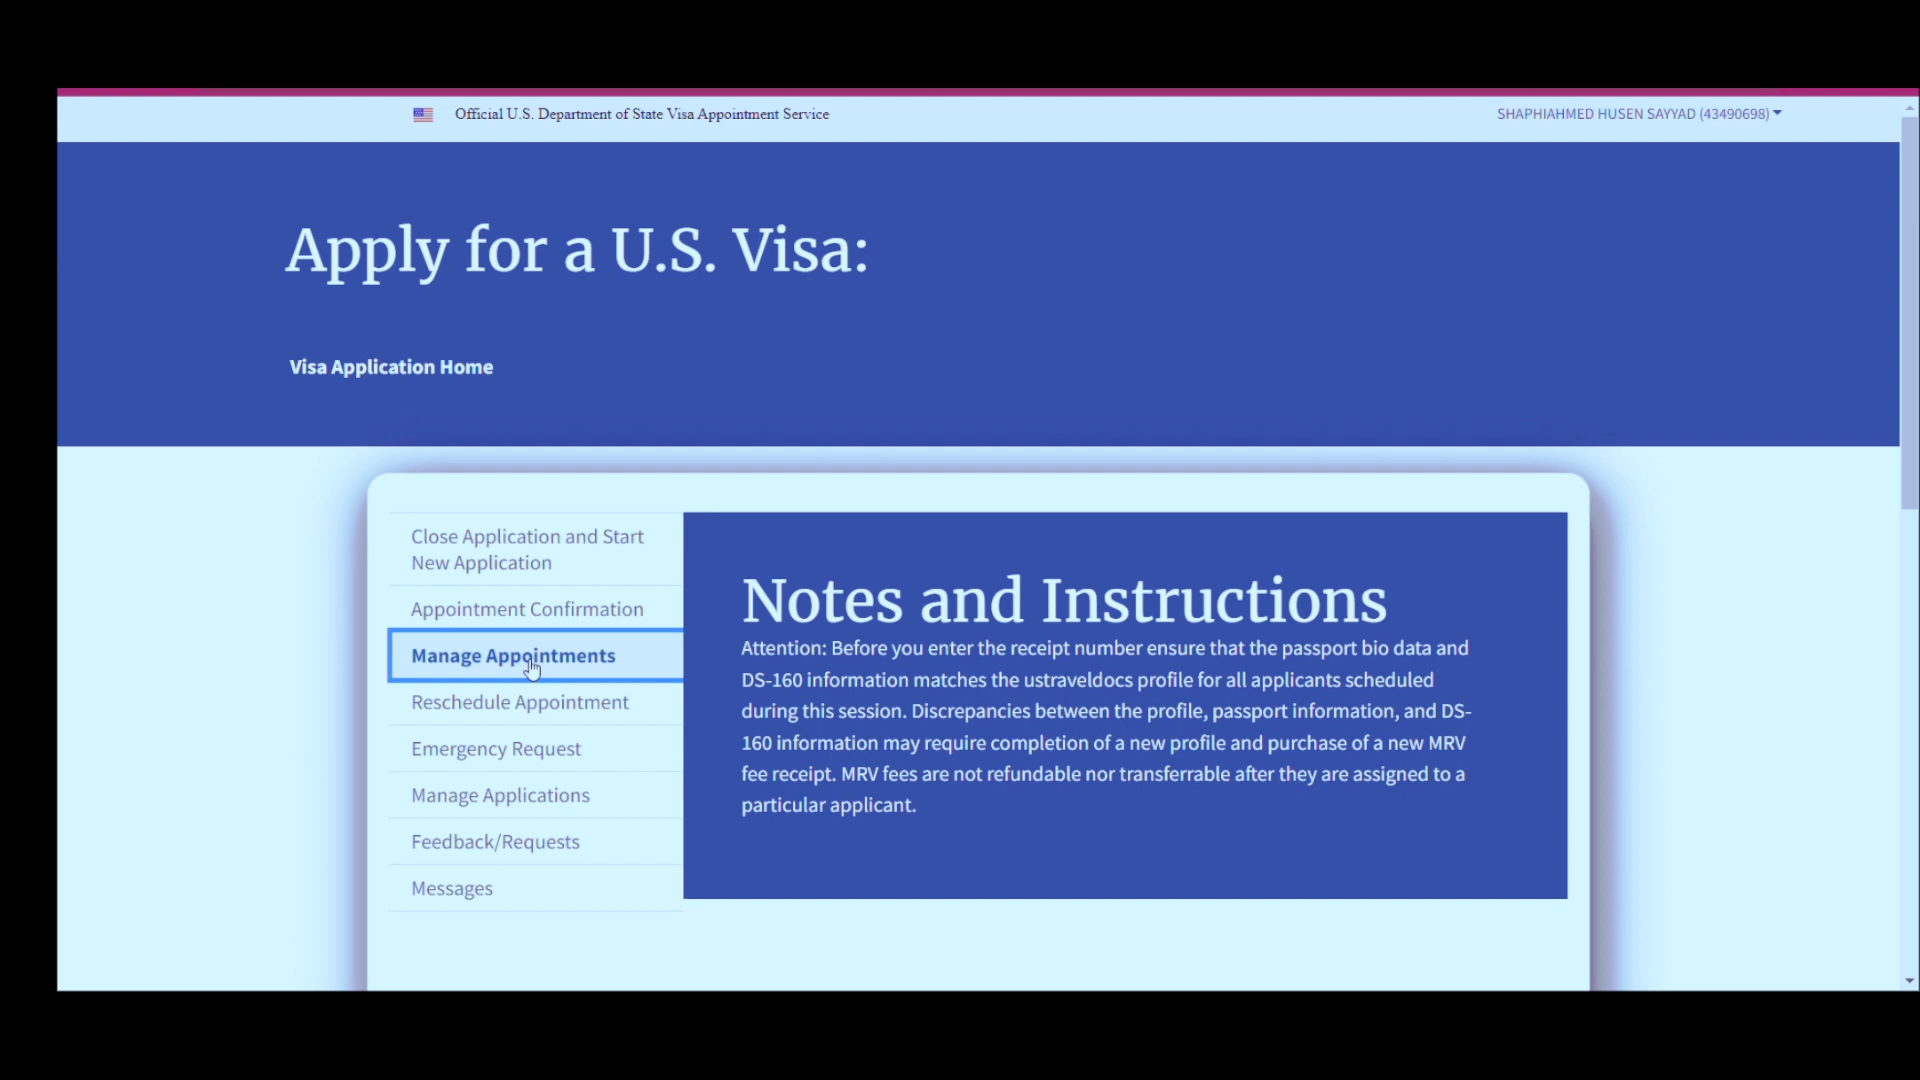 Official U.S. Department of State Visa Appointment Service
SHAPHIAHMED HUSEN SAYYAD (43490698)
Apply for a U.S. Visa:
Visa Application Home
Close Application and Start
New Application
Appointment Confirmation
Manage Appointments
Reschedule Appointment
Emergency Request
Manage Applications
Feedback/Requests
Messages
Notes and Instructions
Attention: Before you enter the receipt number ensure that the passport bio data and
DS-160 information matches the ustraveldocs profile for all applicants scheduled
during this session. Discrepancies between the profile, passport information, and DS-
160 information may require completion of a new profile and purchase of a new MRV
fee receipt. MRV fees are not refundable nor transferrable after they are assigned to a
particular applicant.